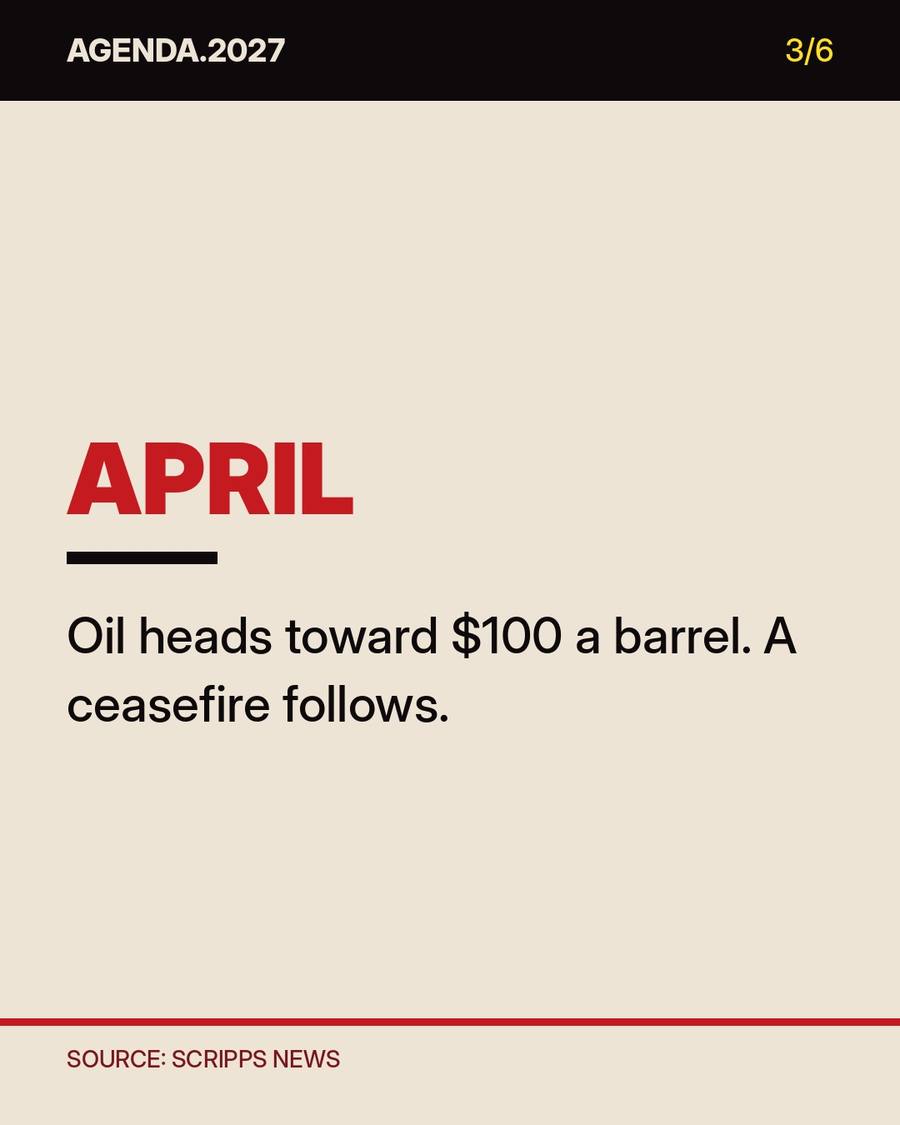 AGENDA.2027
3/6
APRIL
Oil heads toward $100 a barrel. A
ceasefire follows.
SOURCE: SCRIPPS NEWS